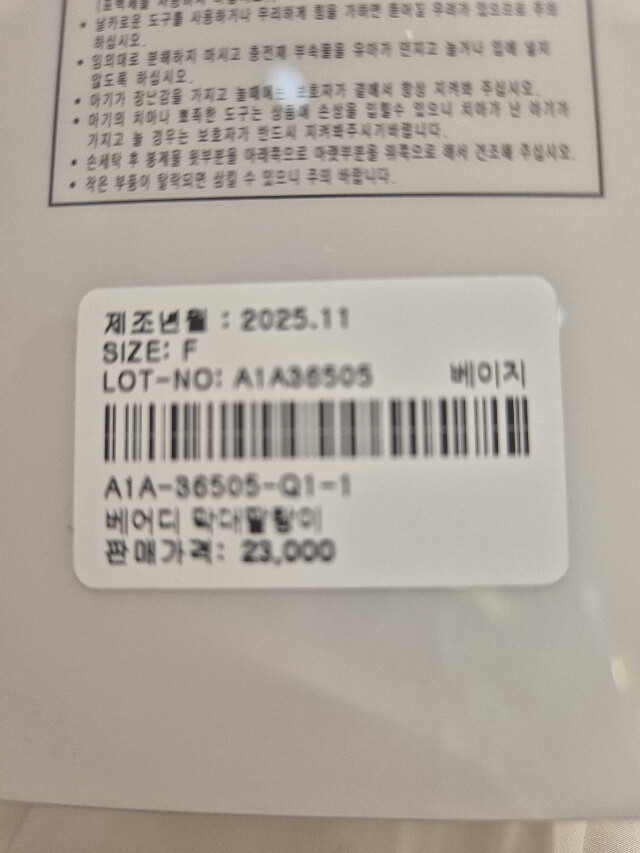 날카로운 도구를 사용하거나 무리하게 힘을 가하면 뜯어질 우려가 있으므로 주의
하십시오.
• 임의대로 분해하지 마시고 충전재 부속물을 유아가 만지고 놀거나 입에 넣지
않도록 하십시오.
• 아기가 장난감을 가지고 놀때에는 보호자가 곁에서 항상 지켜봐 주십시오.
• 아기의 치아나 뾰족한 도구는 상품에 손상을 입힐수 있으니 치아가 난 아기가
가지고 놀 경우는 보호자가 반드시 지켜봐주시기바랍니다.
• 손세탁 후 봉제물 윗부분을 아래쪽으로 아랫부분을 위쪽으로 해서 건조해 주십시오.
• 작은 부품이 탈락되면 삼킬 수 있으니 주의 바랍니다.
제조년월 : 2025.11
SIZE: F
LOT-NO: A1A36505 베이지
A1A-36505-Q1-1
베어디 막대딸랑이
판매가격: 23,000